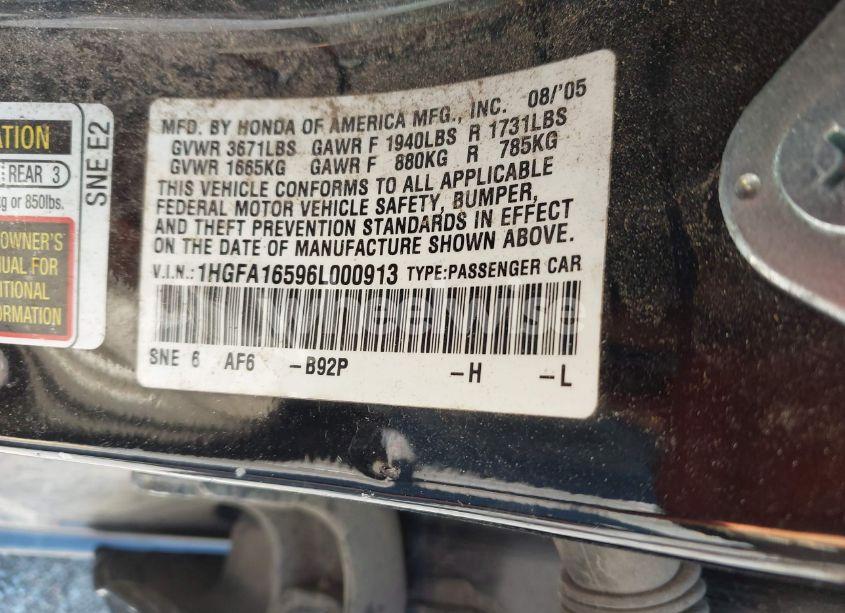 ATION
REAR 3
kg or 850lbs.
OWNER'S
UAL FOR
ITIONAL
FORMATION
SNE E2
MFD. BY HONDA OF AMERICA MFG., INC. 08/'05
GVWR 3671LBS GAWR F 1940LBS R 1731LBS
GVWR 1665KG GAWR F 880KG R 785KG
THIS VEHICLE CONFORMS TO ALL APPLICABLE
FEDERAL MOTOR VEHICLE SAFETY, BUMPER,
AND THEFT PREVENTION STANDARDS IN EFFECT
ON THE DATE OF MANUFACTURE SHOWN ABOVE.
V.I.N.: 1HGFA16596L000913 TYPE:PASSENGER CAR
wheelwise
SNE 6 AF6 -B92P -H -L